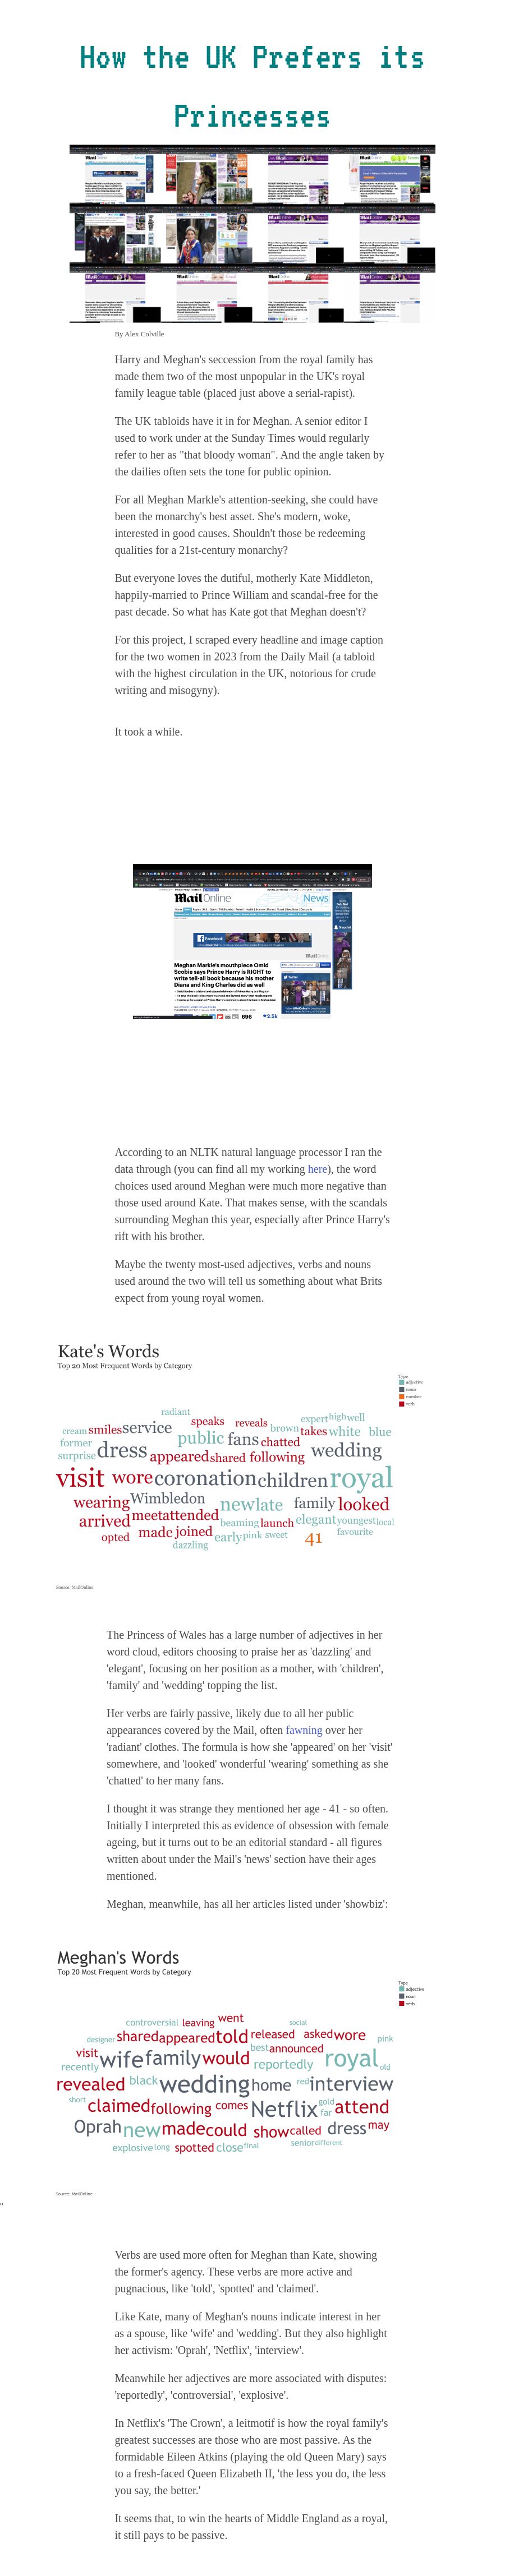 How the UK Prefers its
Princesses
By Alex Colville
Harry and Meghan's seccession from the royal family has
made them two of the most unpopular in the UK's royal
family league table (placed just above a serial-rapist).
The UK tabloids have it in for Meghan. A senior editor I
used to work under at the Sunday Times would regularly
refer to her as "that bloody woman". And the angle taken by
the dailies often sets the tone for public opinion.
For all Meghan Markle's attention-seeking, she could have
been the monarchy's best asset. She's modern, woke,
interested in good causes. Shouldn't those be redeeming
qualities for a 21st-century monarchy?
But everyone loves the dutiful, motherly Kate Middleton,
happily-married to Prince William and scandal-free for the
past decade. So what has Kate got that Meghan doesn't?
For this project, I scraped every headline and image caption
for the two women in 2023 from the Daily Mail (a tabloid
with the highest circulation in the UK, notorious for crude
writing and misogyny).
It took a while.
Mail Online News
Facebook
Meghan Markle's mouthpiece Omid
Scobie says Prince Harry is RIGHT to
write tell-all book because his mother
Diana and King Charles did as well
696 2.5k
According to an NLTK natural language processor I ran the
data through (you can find all my working here), the word
choices used around Meghan were much more negative than
those used around Kate. That makes sense, with the scandals
surrounding Meghan this year, especially after Prince Harry's
rift with his brother.
Maybe the twenty most-used adjectives, verbs and nouns
used around the two will tell us something about what Brits
expect from young royal women.
Kate's Words
Top 20 Most Frequent Words by Category
Type
adjective
noun
number
verb
radiant
speaks reveals expert high well
cream smiles service public fans brown takes white blue
former dress chatted wedding
surprise appeared shared following
visit wore coronation children royal
wearing Wimbledon new late family looked
arrived meet attended beaming launch elegant youngest local
opted made joined early pink sweet 41 favourite
dazzling
Source: MailOnline
The Princess of Wales has a large number of adjectives in her
word cloud, editors choosing to praise her as 'dazzling' and
'elegant', focusing on her position as a mother, with 'children',
'family' and 'wedding' topping the list.
Her verbs are fairly passive, likely due to all her public
appearances covered by the Mail, often fawning over her
'radiant' clothes. The formula is how she 'appeared' on her 'visit'
somewhere, and 'looked' wonderful 'wearing' something as she
'chatted' to her many fans.
I thought it was strange they mentioned her age - 41 - so often.
Initially I interpreted this as evidence of obsession with female
ageing, but it turns out to be an editorial standard - all figures
written about under the Mail's 'news' section have their ages
mentioned.
Meghan, meanwhile, has all her articles listed under 'showbiz':
Meghan's Words
Top 20 Most Frequent Words by Category
Type
adjective
noun
verb
controversial leaving went social
designer shared appeared told released asked wore pink
visit best announced
recently wife family would reportedly royal old
revealed black wedding home red interview
short claimed following comes Netflix gold far attend
Oprah new made could show called dress may
explosive long spotted close final senior different
Source: MailOnline
"
Verbs are used more often for Meghan than Kate, showing
the former's agency. These verbs are more active and
pugnacious, like 'told', 'spotted' and 'claimed'.
Like Kate, many of Meghan's nouns indicate interest in her
as a spouse, like 'wife' and 'wedding'. But they also highlight
her activism: 'Oprah', 'Netflix', 'interview'.
Meanwhile her adjectives are more associated with disputes:
'reportedly', 'controversial', 'explosive'.
In Netflix's 'The Crown', a leitmotif is how the royal family's
greatest successes are those who are most passive. As the
formidable Eileen Atkins (playing the old Queen Mary) says
to a fresh-faced Queen Elizabeth II, 'the less you do, the less
you say, the better.'
It seems that, to win the hearts of Middle England as a royal,
it still pays to be passive.